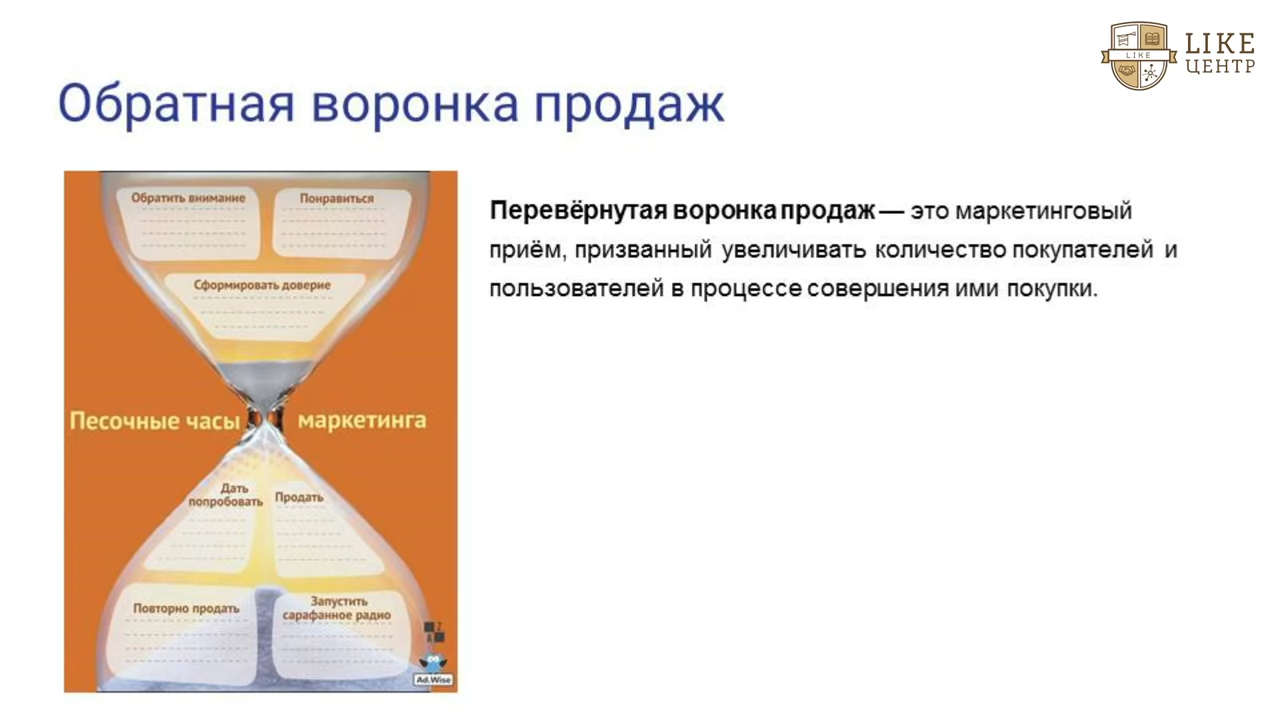 LIKE
LIKE
ЦЕНТР
Обратная воронка продаж
Обратить внимание
Понравиться
Сформировать доверие
Песочные часы маркетинга
Дать
попробовать
Продать
Повторно продать
Запустить
сарафанное радио
Ad.Wise
Перевёрнутая воронка продаж — это маркетинговый
приём, призванный увеличивать количество покупателей и
пользователей в процессе совершения ими покупки.